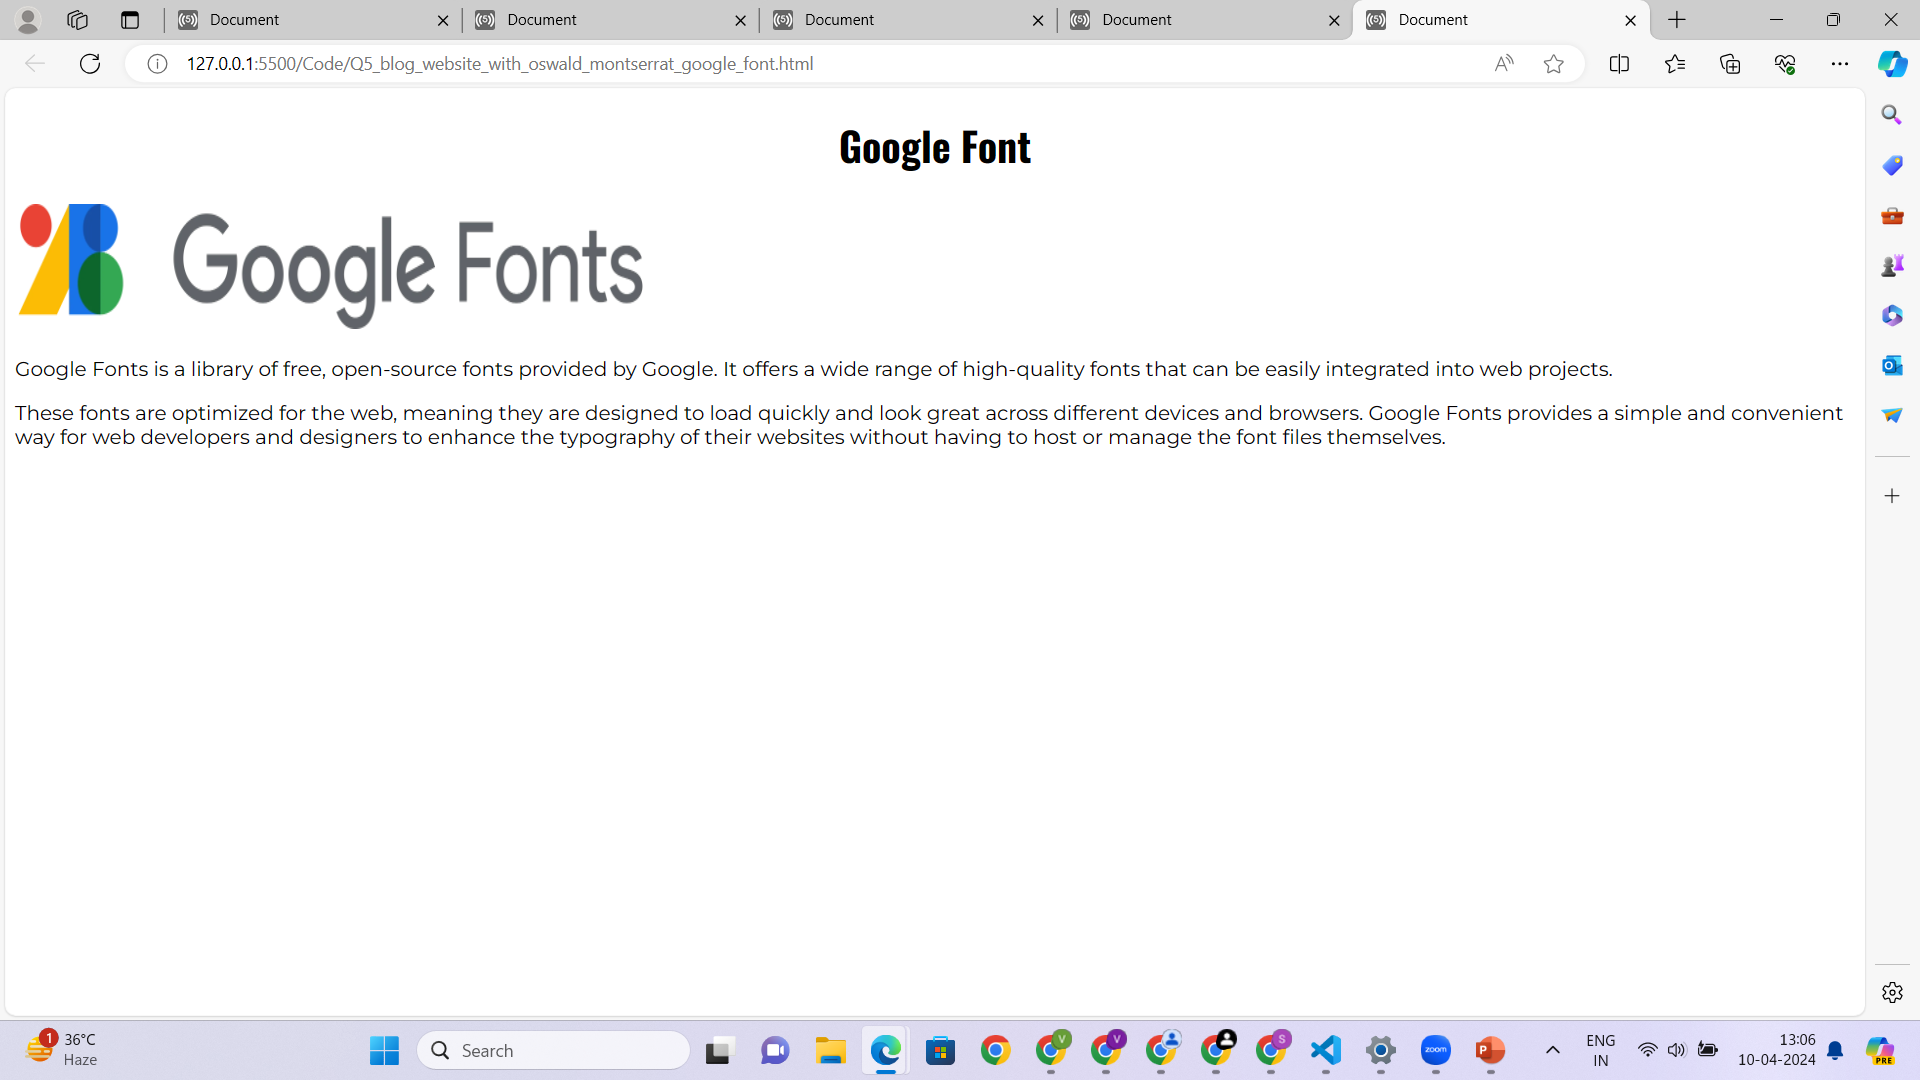 Document
Document
Document
Document
Document
127.0.0.1:5500/Code/Q5_blog_website_with_oswald_montserrat_google_font.html
Google Font
Google Fonts
Google Fonts is a library of free, open-source fonts provided by Google. It offers a wide range of high-quality fonts that can be easily integrated into web projects.
These fonts are optimized for the web, meaning they are designed to load quickly and look great across different devices and browsers. Google Fonts provides a simple and convenient
way for web developers and designers to enhance the typography of their websites without having to host or manage the font files themselves.
1
36°C
Haze
Search
V
V
S
zoom
P
ENG
IN
13:06
10-04-2024
PRE